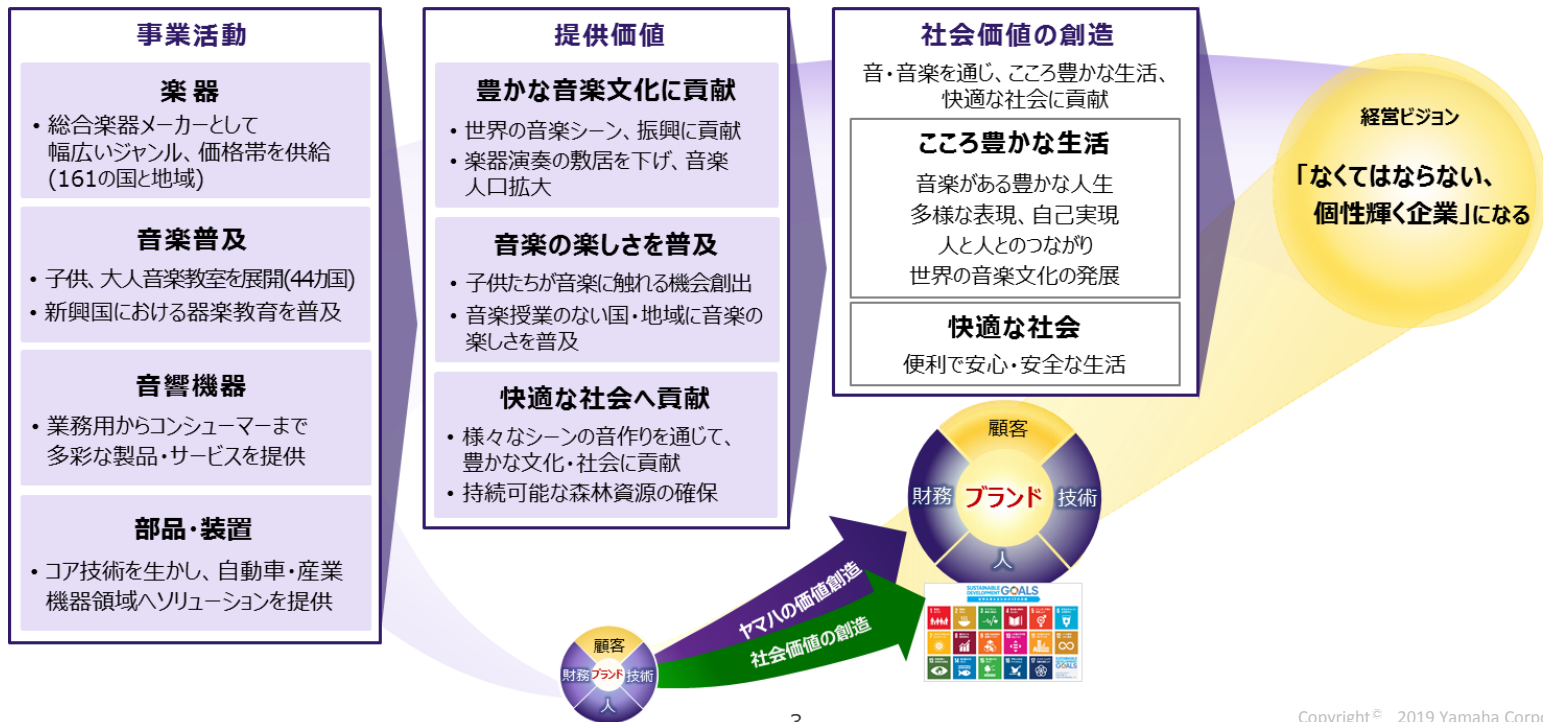 事業活動
楽 器
・総合楽器メーカーとして
幅広いジャンル、価格帯を供給
(161の国と地域)
音楽普及
・子供、大人音楽教室を展開(44カ国)
・新興国における器楽教育を普及
音響機器
・業務用からコンシューマーまで
多彩な製品・サービスを提供
部品・装置
・コア技術を生かし、自動車・産業
機器領域へソリューションを提供
提供価値
豊かな音楽文化に貢献
・世界の音楽シーン、振興に貢献
・楽器演奏の敷居を下げ、音楽
人口拡大
音楽の楽しさを普及
・子供たちが音楽に触れる機会創出
・音楽授業のない国・地域に音楽の
楽しさを普及
快適な社会へ貢献
・様々なシーンの音作りを通じて、
豊かな文化・社会に貢献
・持続可能な森林資源の確保
社会価値の創造
音・音楽を通じ、こころ豊かな生活、
快適な社会に貢献
こころ豊かな生活
音楽がある豊かな人生
多様な表現、自己実現
人と人とのつながり
世界の音楽文化の発展
快適な社会
便利で安心・安全な生活
経営ビジョン
「なくてはならない、
個性輝く企業」になる
顧客
財務 ブランド 技術
人
ヤマハの価値創造
社会価値の創造
顧客
財務 ブランド 技術
人
SUSTAINABLE
DEVELOPMENT GOALS
3
Copyright © 2019 Yamaha Corpo